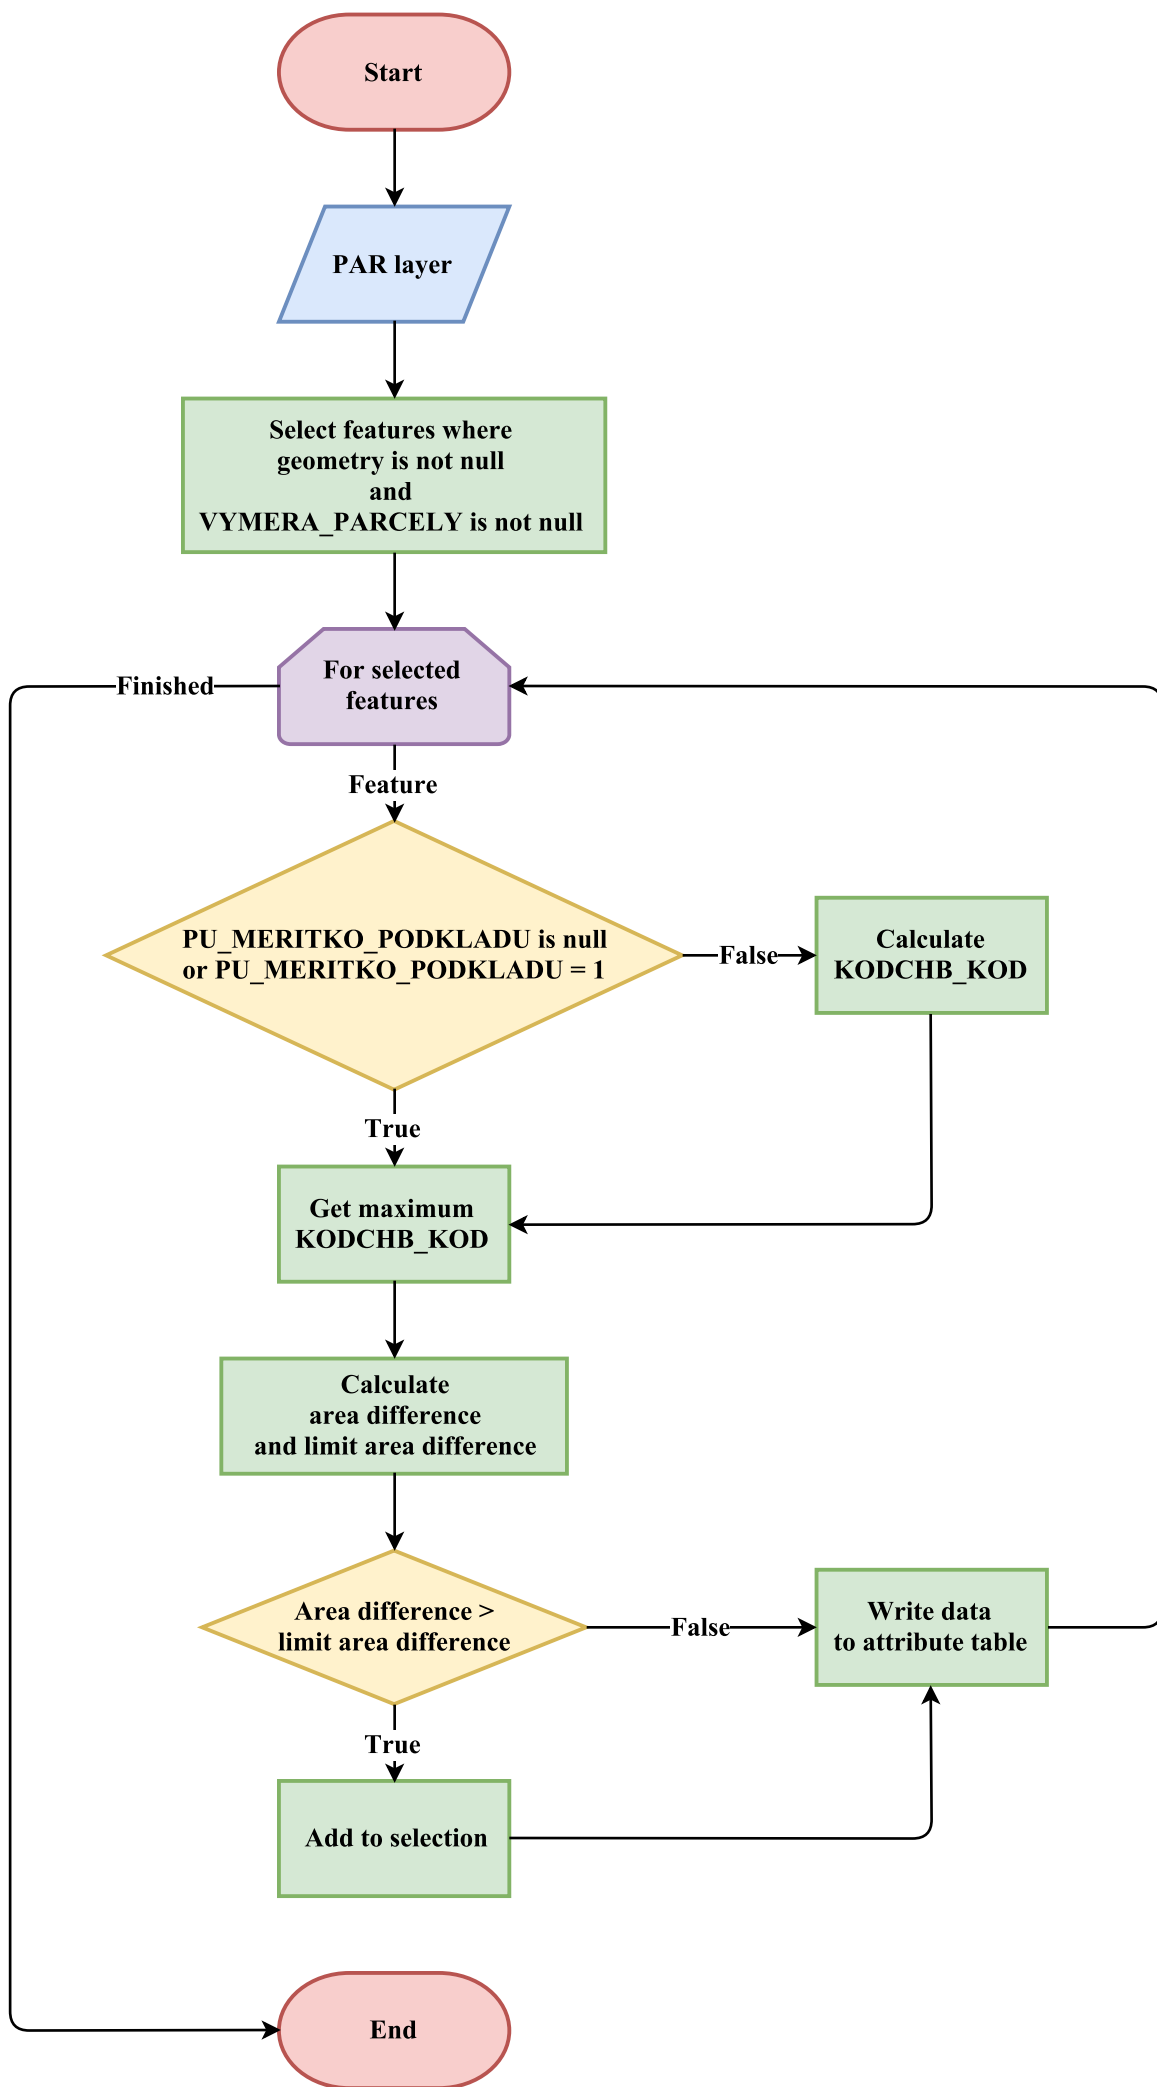 Start
PAR layer
Select features where
geometry is not null
and
VYMERA_PARCELY is not null
For selected
features
Finished
Feature
PU_MERITKO_PODKLADU is null
or PU_MERITKO_PODKLADU = 1
False
Calculate
KODCHB_KOD
True
Get maximum
KODCHB_KOD
Calculate
area difference
and limit area difference
Area difference >
limit area difference
False
Write data
to attribute table
True
Add to selection
End